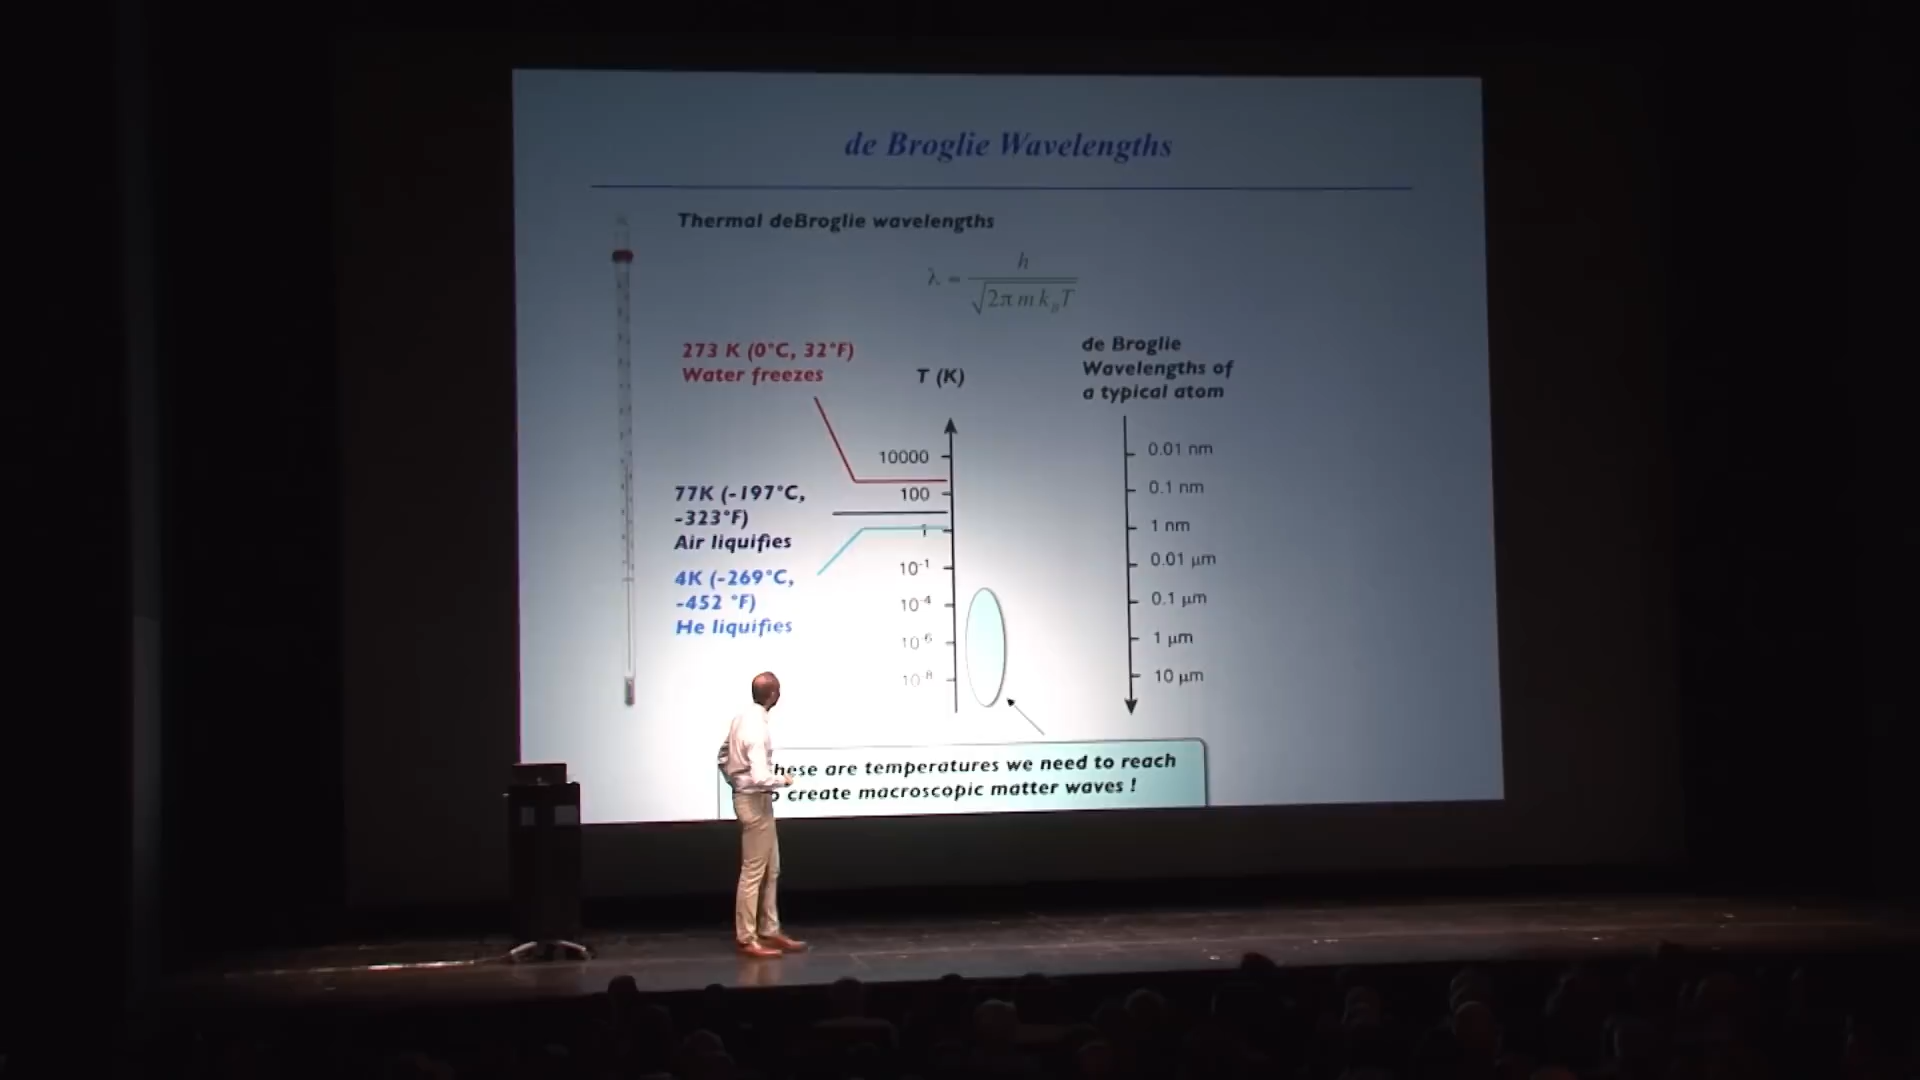 de Broglie Wavelengths
Thermal deBroglie wavelengths
λ = h / √2π m k_B T
273 K (0°C, 32°F)
Water freezes
T (K)
de Broglie
Wavelengths of
a typical atom
10000
100
1
10⁻¹
10⁻⁴
10⁻⁶
10⁻⁸
77K (-197°C,
-323°F)
Air liquifies
4K (-269°C,
-452 °F)
He liquifies
0.01 nm
0.1 nm
1 nm
0.01 µm
0.1 µm
1 µm
10 µm
hese are temperatures we need to reach
create macroscopic matter waves !